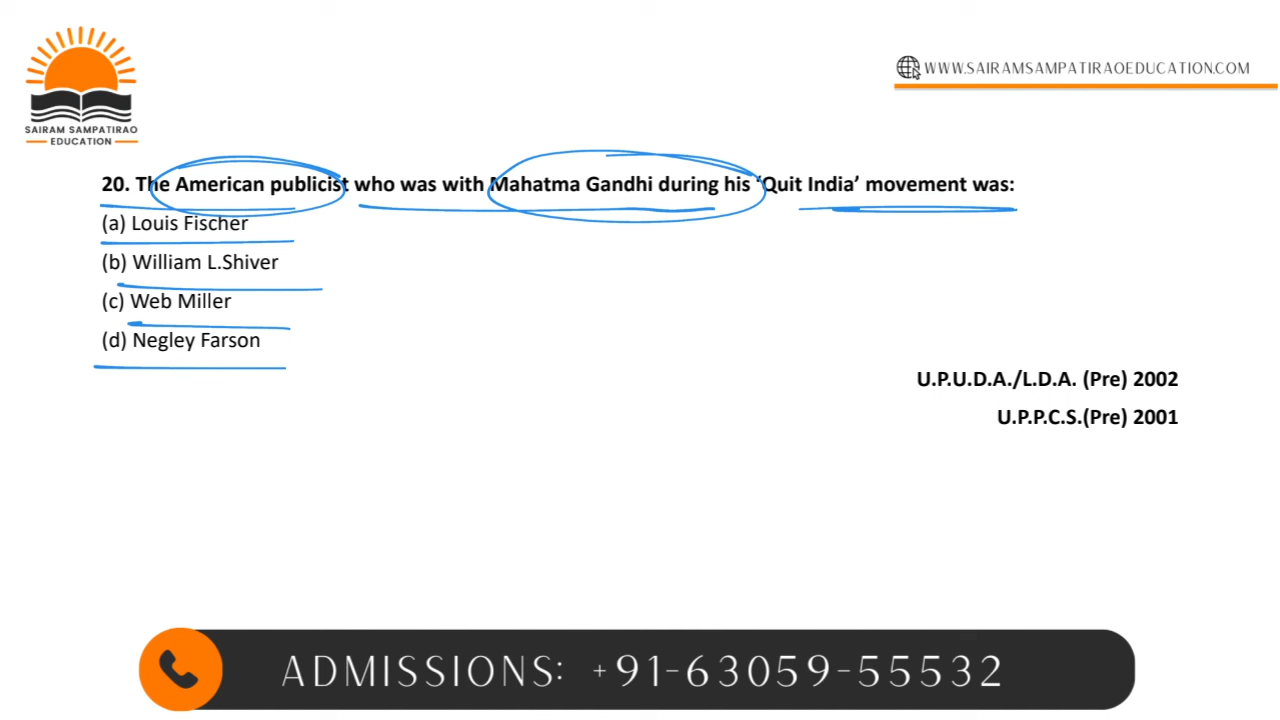 SAIRAM SAMPATIRAO
EDUCATION
WWW.SAIRAMSAMPATIRAOEDUCATION.COM
20. The American publicist who was with Mahatma Gandhi during his ‘Quit India’ movement was:
(a) Louis Fischer
(b) William L.Shiver
(c) Web Miller
(d) Negley Farson
U.P.U.D.A./L.D.A. (Pre) 2002
U.P.P.C.S.(Pre) 2001
ADMISSIONS: +91-63059-55532